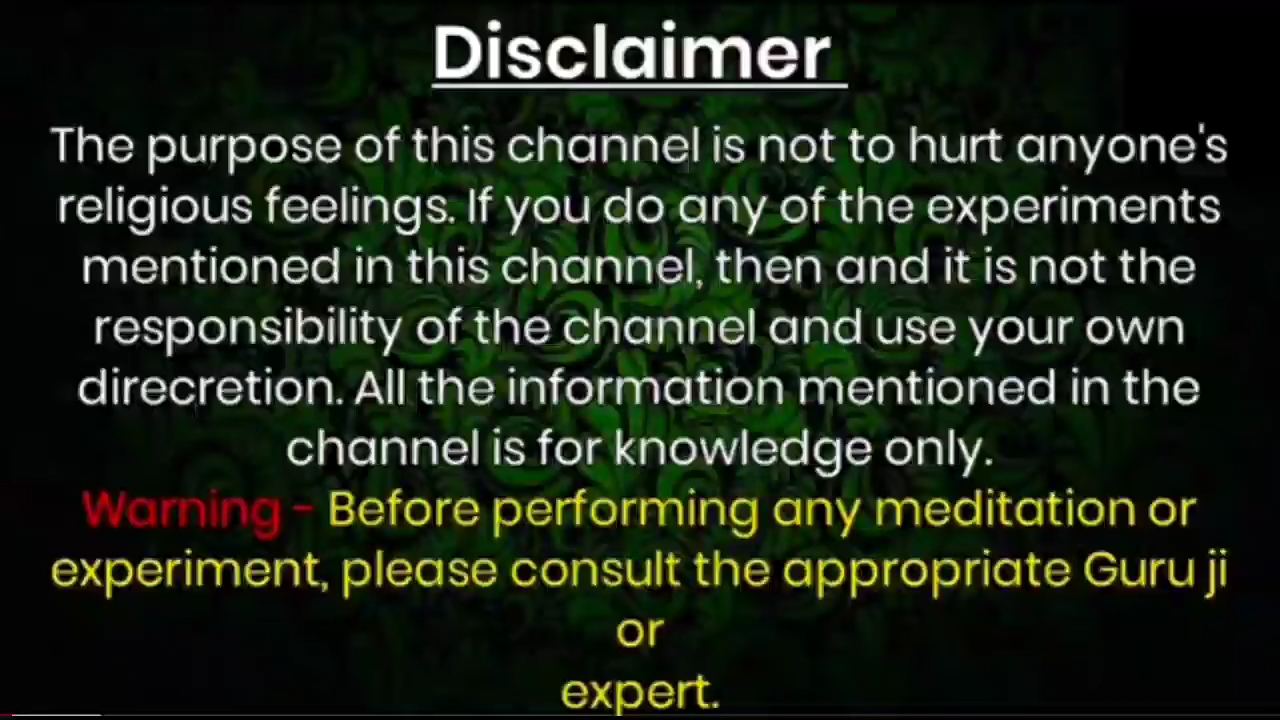 Disclaimer
The purpose of this channel is not to hurt anyone's
religious feelings. If you do any of the experiments
mentioned in this channel, then and it is not the
responsibility of the channel and use your own
direcretion. All the information mentioned in the
channel is for knowledge only.
Warning - Before performing any meditation or
experiment, please consult the appropriate Guru ji
or
expert.